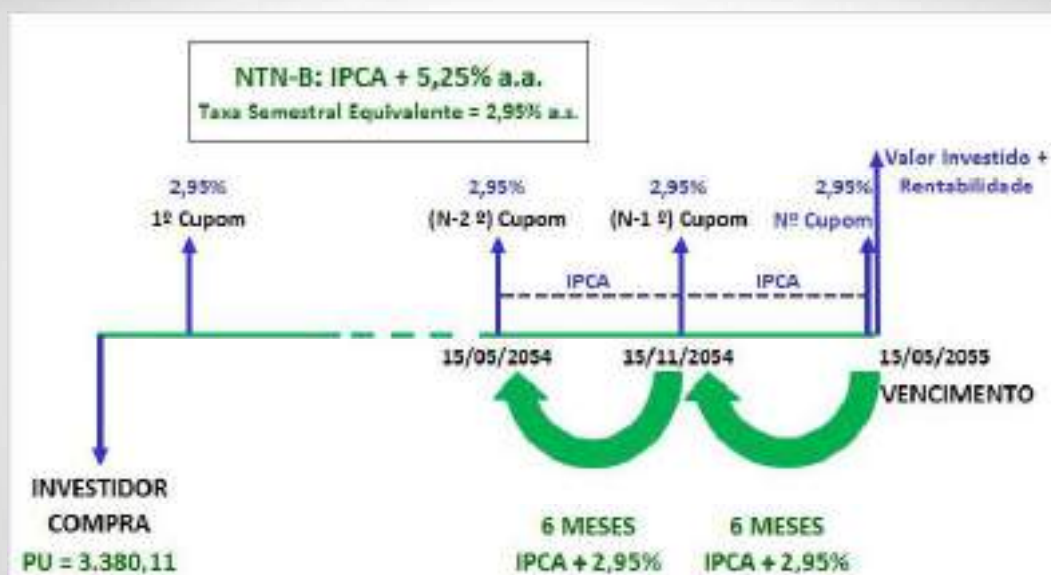 NTN-B: IPCA + 5,25% a.a.
Taxa Semestral Equivalente = 2,95% a.s.
Valor Investido +
Rentabilidade
2,95%
1º Cupom
2,95%
(N-2 º) Cupom
2,95%
(N-1 º) Cupom
2,95%
Nº Cupom
IPCA
IPCA
15/05/2054
15/11/2054
15/05/2055
VENCIMENTO
INVESTIDOR
COMPRA
PU = 3.380,11
6 MESES
IPCA + 2,95%
6 MESES
IPCA + 2,95%